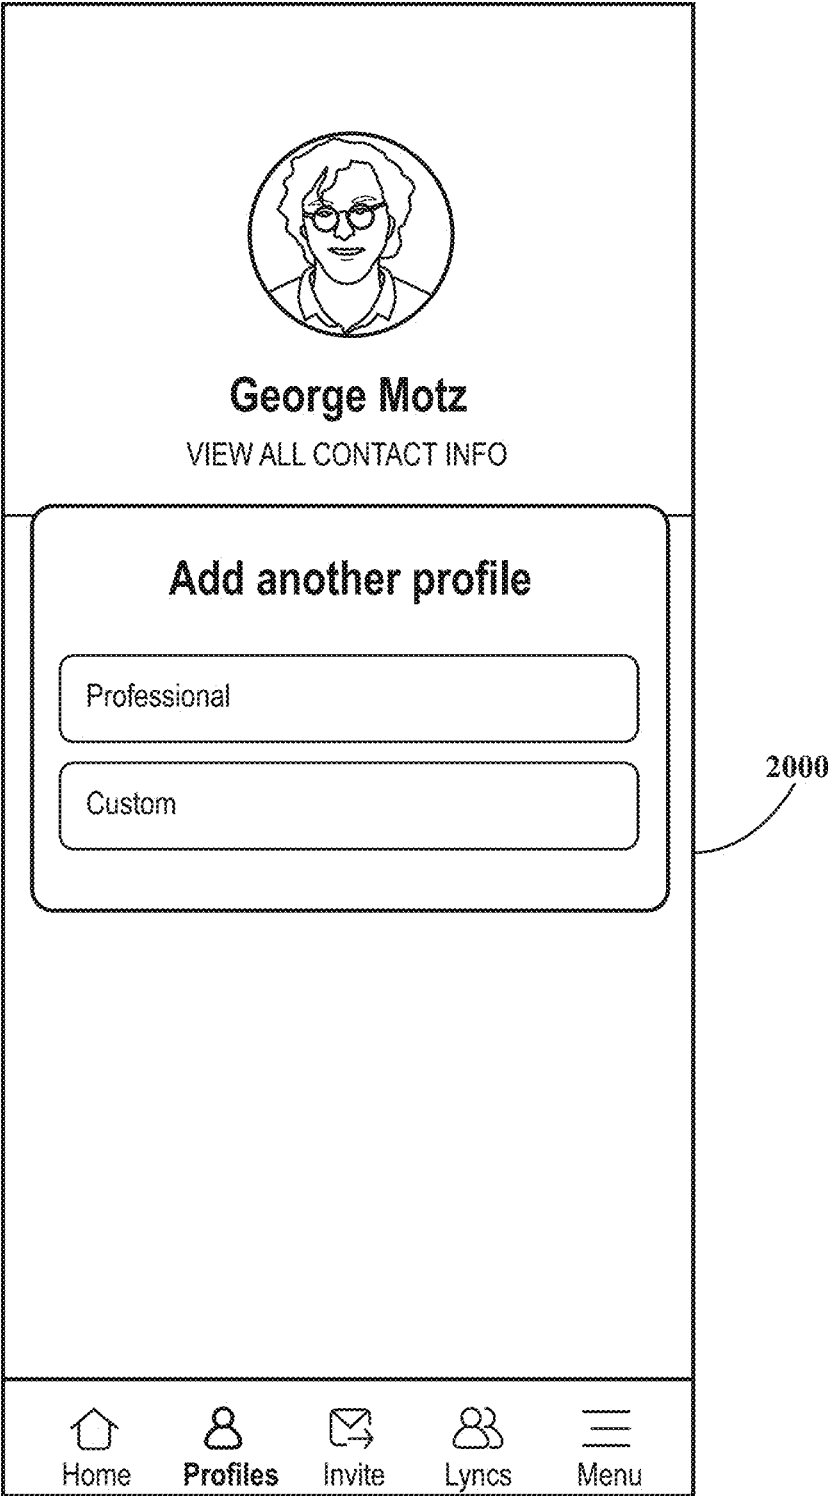 George Motz
VIEW ALL CONTACT INFO
Add another profile
Professional
Custom
2000
Home Profiles Invite Lyncs Menu